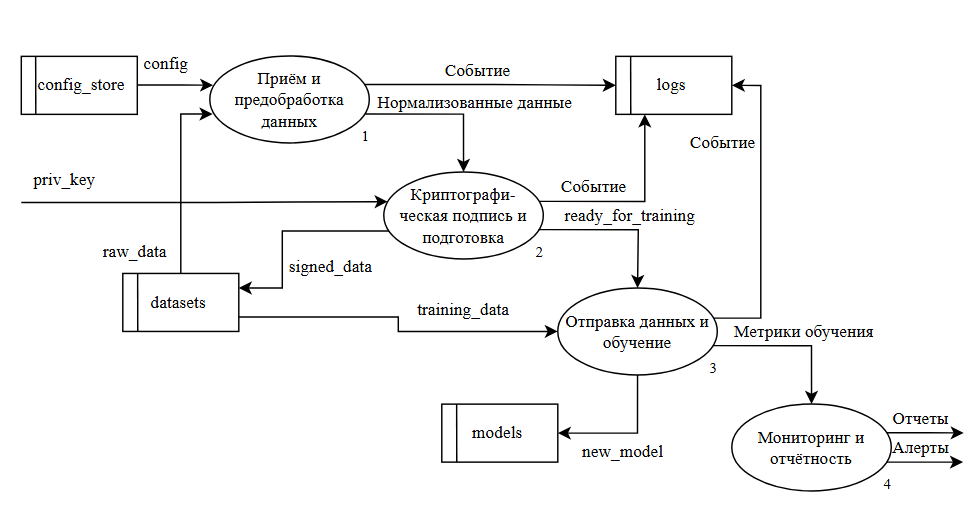 config
config_store
Приём и
предобработка
данных
1
Событие
Нормализованные данные
logs
Событие
priv_key
Криптографи-
ческая подпись и
подготовка
2
Событие
ready_for_training
raw_data
signed_data
datasets
training_data
Отправка данных и
обучение
3
Метрики обучения
models
new_model
Мониторинг и
отчётность
4
Отчеты
Алерты